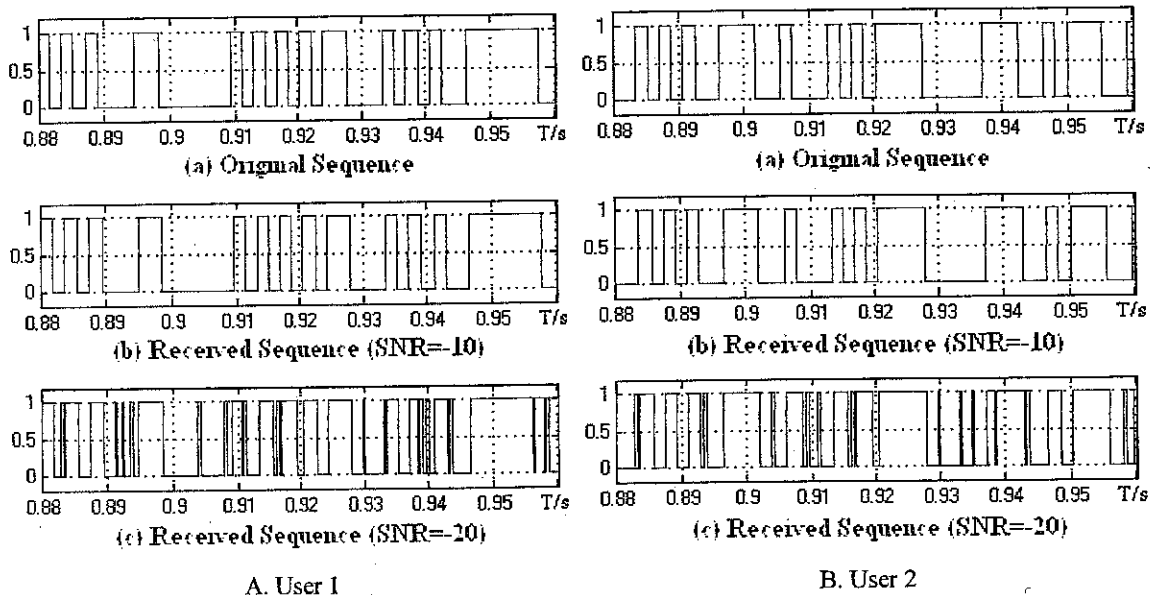 1
0.5
0
0.88 0.89 0.9 0.91 0.92 0.93 0.94 0.95 T/s
(a) Original Sequence
1
0.5
0
0.88 0.89 0.9 0.91 0.92 0.93 0.94 0.95 T/s
(b) Received Sequence (SNR=-10)
1
0.5
0
0.88 0.89 0.9 0.91 0.92 0.93 0.94 0.95 T/s
(c) Received Sequence (SNR=-20)
A. User 1
1
0.5
0
0.88 0.89 0.9 0.91 0.92 0.93 0.94 0.95 T/s
(a) Original Sequence
1
0.5
0
0.88 0.89 0.9 0.91 0.92 0.93 0.94 0.95 T/s
(b) Received Sequence (SNR=-10)
1
0.5
0
0.88 0.89 0.9 0.91 0.92 0.93 0.94 0.95 T/s
(c) Received Sequence (SNR=-20)
B. User 2